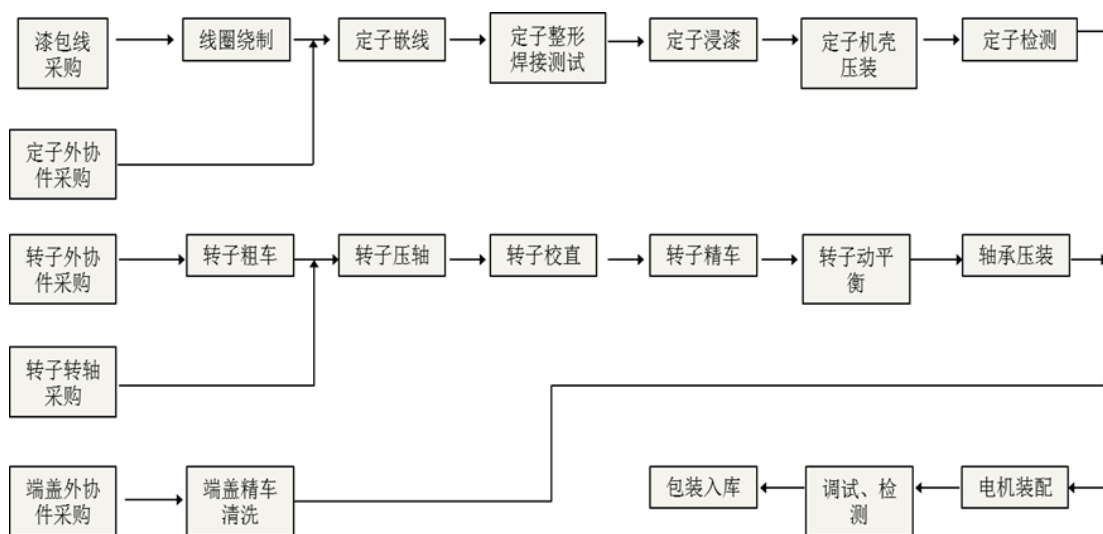 漆包线
采购
线圈绕制
定子嵌线
定子整形
焊接测试
定子浸漆
定子机壳
压装
定子检测
定子外协
件采购
转子外协
件采购
转子粗车
转子压轴
转子校直
转子精车
转子动平
衡
轴承压装
转子转轴
采购
端盖外协
件采购
端盖精车
清洗
包装入库
调试、检
测
电机装配